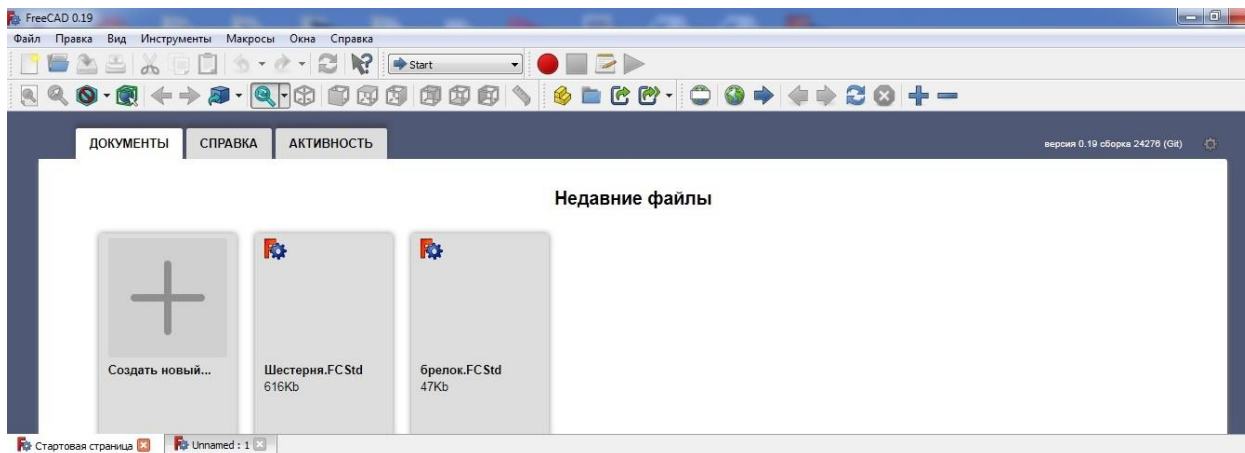 FreeCAD 0.19
Файл Правка Вид Инструменты Макросы Окна Справка
Start
ДОКУМЕНТЫ СПРАВКА АКТИВНОСТЬ
версия 0.19 сборка 24276 (Git)
Недавние файлы
Создать новый... Шестерня.FCStd брелок.FCStd
616Kb 47Kb
Стартовая страница Unnamed : 1